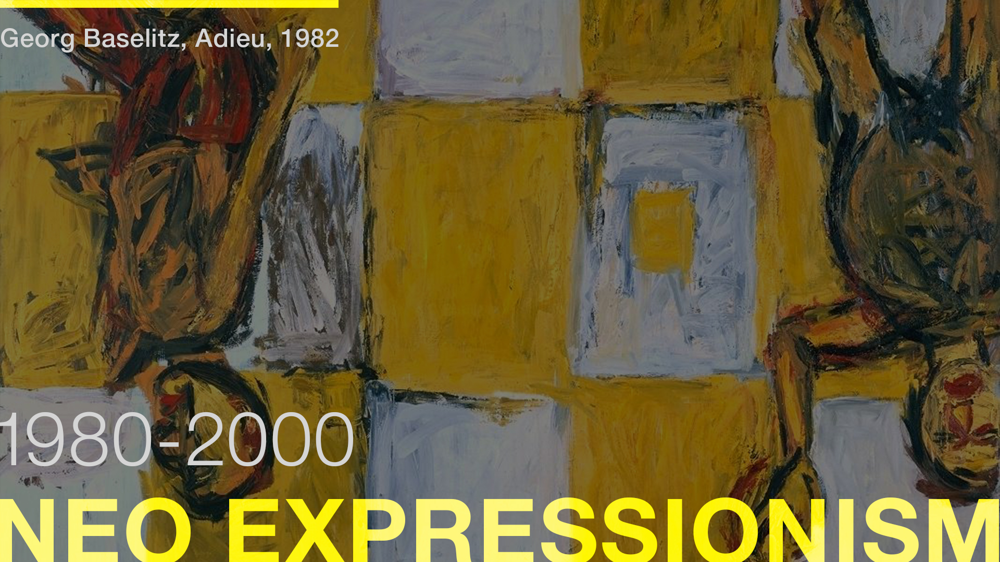 Georg Baselitz, Adieu, 1982
1980-2000
NEO EXPRESSIONISM